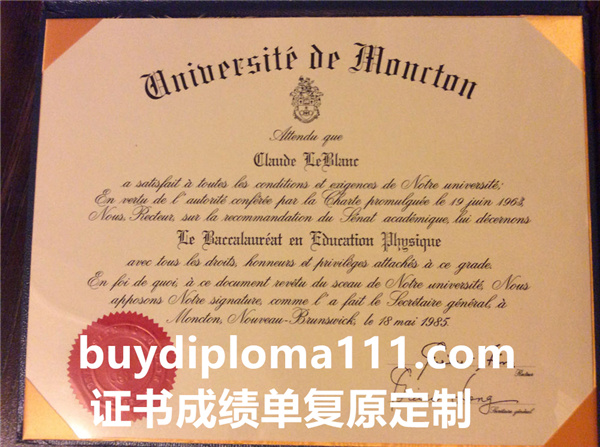 Université de Moncton
Attendu que
Claude LeBlanc
a satisfait à toutes les conditions et exigences de Notre université;
En vertu de l'autorité conférée par la Charte promulguée le 19 juin 1963,
Nous, Recteur, sur la recommandation du Sénat académique, lui décernons
Le Baccalauréat en Education Physique
avec tous les droits, honneurs et privilèges attachés à ce grade.
En foi de quoi, à ce document revêtu du sceau de Notre université, Nous
apposons Notre signature, comme l'a fait le Secrétaire général, à
Moncton, Nouveau-Brunswick, le 18 mai 1985.
buydiploma111.com
Recteur
证书成绩单复原定制
Secrétaire général